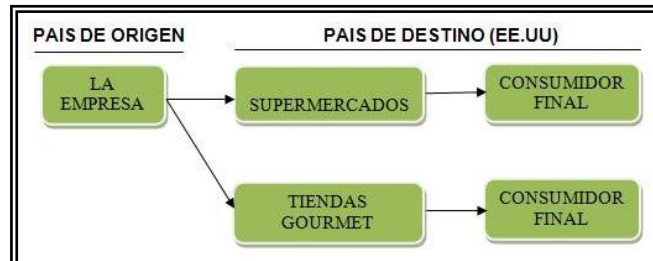 PAIS DE ORIGEN
PAIS DE DESTINO (EE.UU)
LA
EMPRESA
SUPERMERCADOS
CONSUMIDOR
FINAL
TIENDAS
GOURMET
CONSUMIDOR
FINAL